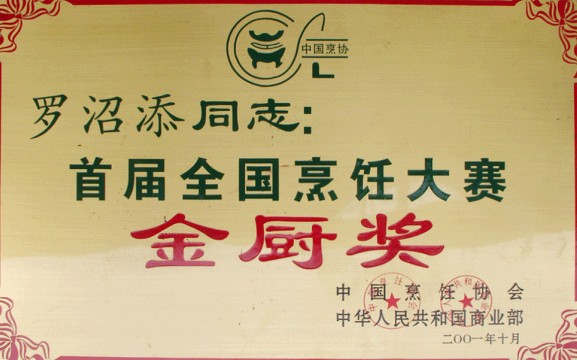 中国烹协
罗沼添同志：
首届全国烹饪大赛
金厨奖
中国烹饪协会
中华人民共和国商业部
二〇〇一年十月